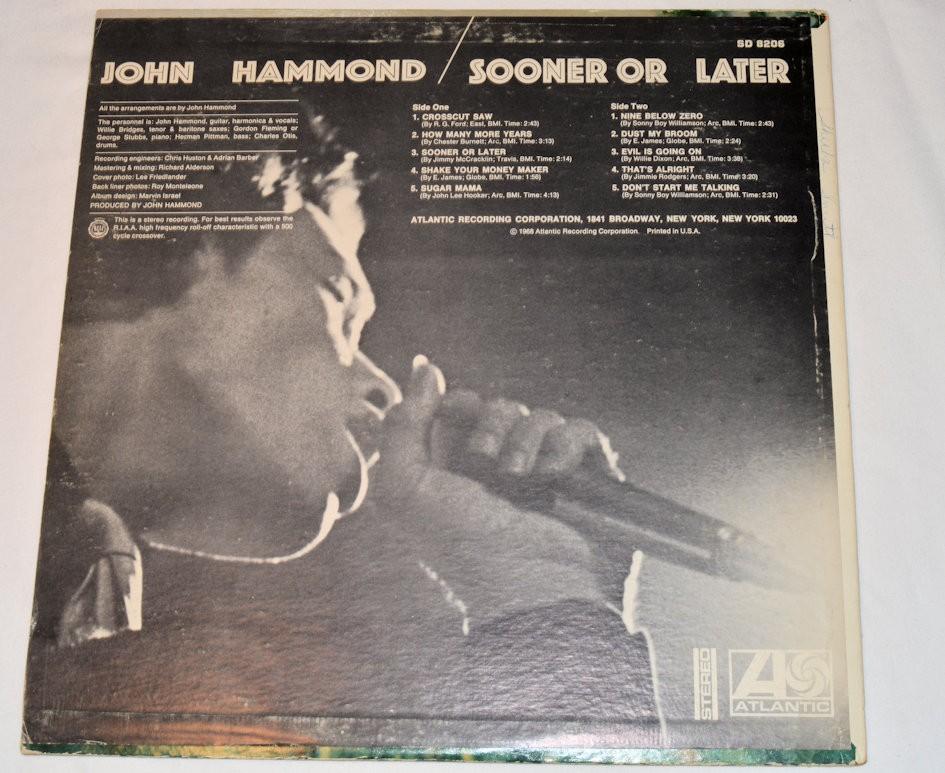 SD 8206
JOHN HAMMOND / SOONER OR LATER
All the arrangements are by John Hammond
The personnel is: John Hammond, guitar, harmonica & vocals;
Willie Bridges, tenor & baritone saxes; Gordon Fleming or
George Stubbs, piano; Herman Pittman, bass; Charles Otis,
drums.
Recording engineers: Chris Huston & Adrian Barber
Mastering & mixing: Richard Alderson
Cover photo: Lee Friedlander
Back liner photos: Roy Monteleone
Album design: Marvin Israel
PRODUCED BY JOHN HAMMOND
This is a stereo recording. For best results observe the
R.I.A.A. high frequency roll-off characteristic with a 500
cycle crossover.
Side One
1. CROSSCUT SAW
(By R. G. Ford; East, BMI. Time: 2:43)
2. HOW MANY MORE YEARS
(By Chester Burnett; Arc, BMI. Time: 3:13)
3. SOONER OR LATER
(By Jimmy McCracklin; Travis, BMI. Time: 2:14)
4. SHAKE YOUR MONEY MAKER
(By E. James; Globe, BMI. Time: 1:56)
5. SUGAR MAMA
(By John Lee Hooker; Arc, BMI. Time: 4:13)
Side Two
1. NINE BELOW ZERO
(By Sonny Boy Williamson; Arc, BMI. Time: 2:43)
2. DUST MY BROOM
(By E. James; Globe, BMI. Time: 2:24)
3. EVIL IS GOING ON
(By Willie Dixon; Arc, BMI. Time: 3:38)
4. THAT'S ALRIGHT
(By Jimmie Rodgers; Arc, BMI. Time: 3:20)
5. DON'T START ME TALKING
(By Sonny Boy Williamson; Arc, BMI. Time: 2:31)
ATLANTIC RECORDING CORPORATION, 1841 BROADWAY, NEW YORK, NEW YORK 10023
© 1968 Atlantic Recording Corporation. Printed in U.S.A.
STEREO
ATLANTIC